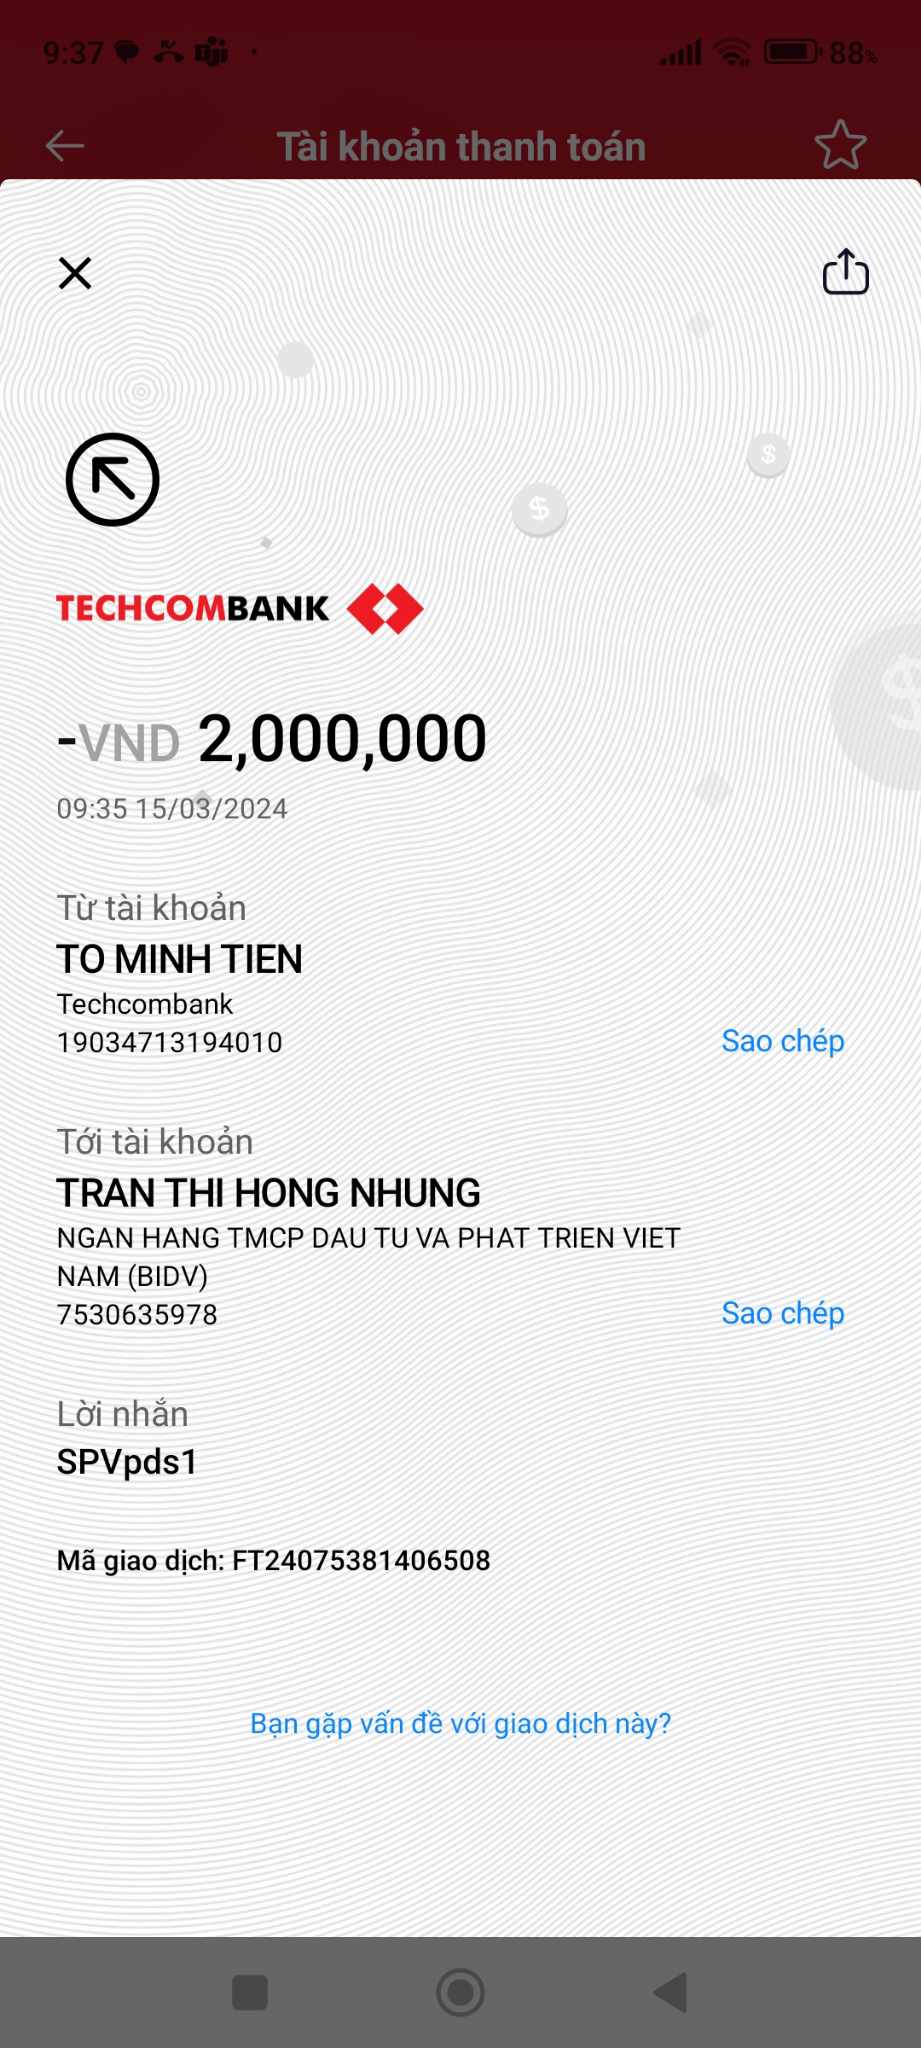 9:37 88%
Tài khoản thanh toán
TECHCOMBANK
-VND 2,000,000
09:35 15/03/2024
Từ tài khoản
TO MINH TIEN
Techcombank
19034713194010 Sao chép
Tới tài khoản
TRAN THI HONG NHUNG
NGAN HANG TMCP DAU TU VA PHAT TRIEN VIET
NAM (BIDV)
7530635978 Sao chép
Lời nhắn
SPVpds1
Mã giao dịch: FT24075381406508
Bạn gặp vấn đề với giao dịch này?